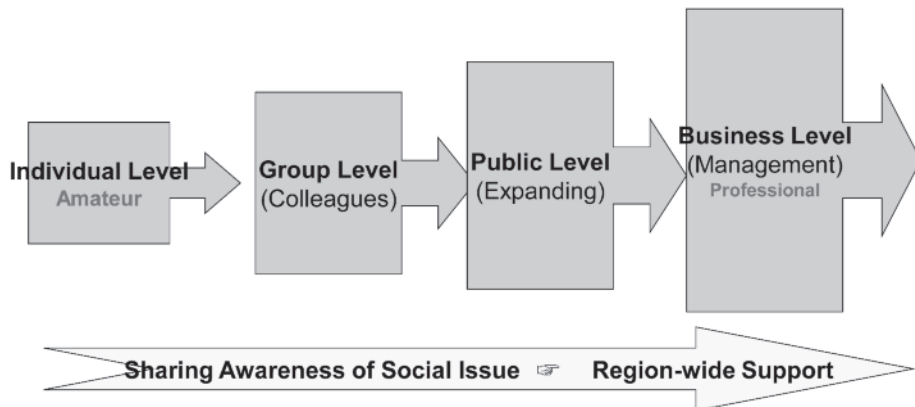 Individual Level
Amateur
Group Level
(Colleagues)
Public Level
(Expanding)
Business Level
(Management)
Professional
Sharing Awareness of Social Issue ☞ Region-wide Support